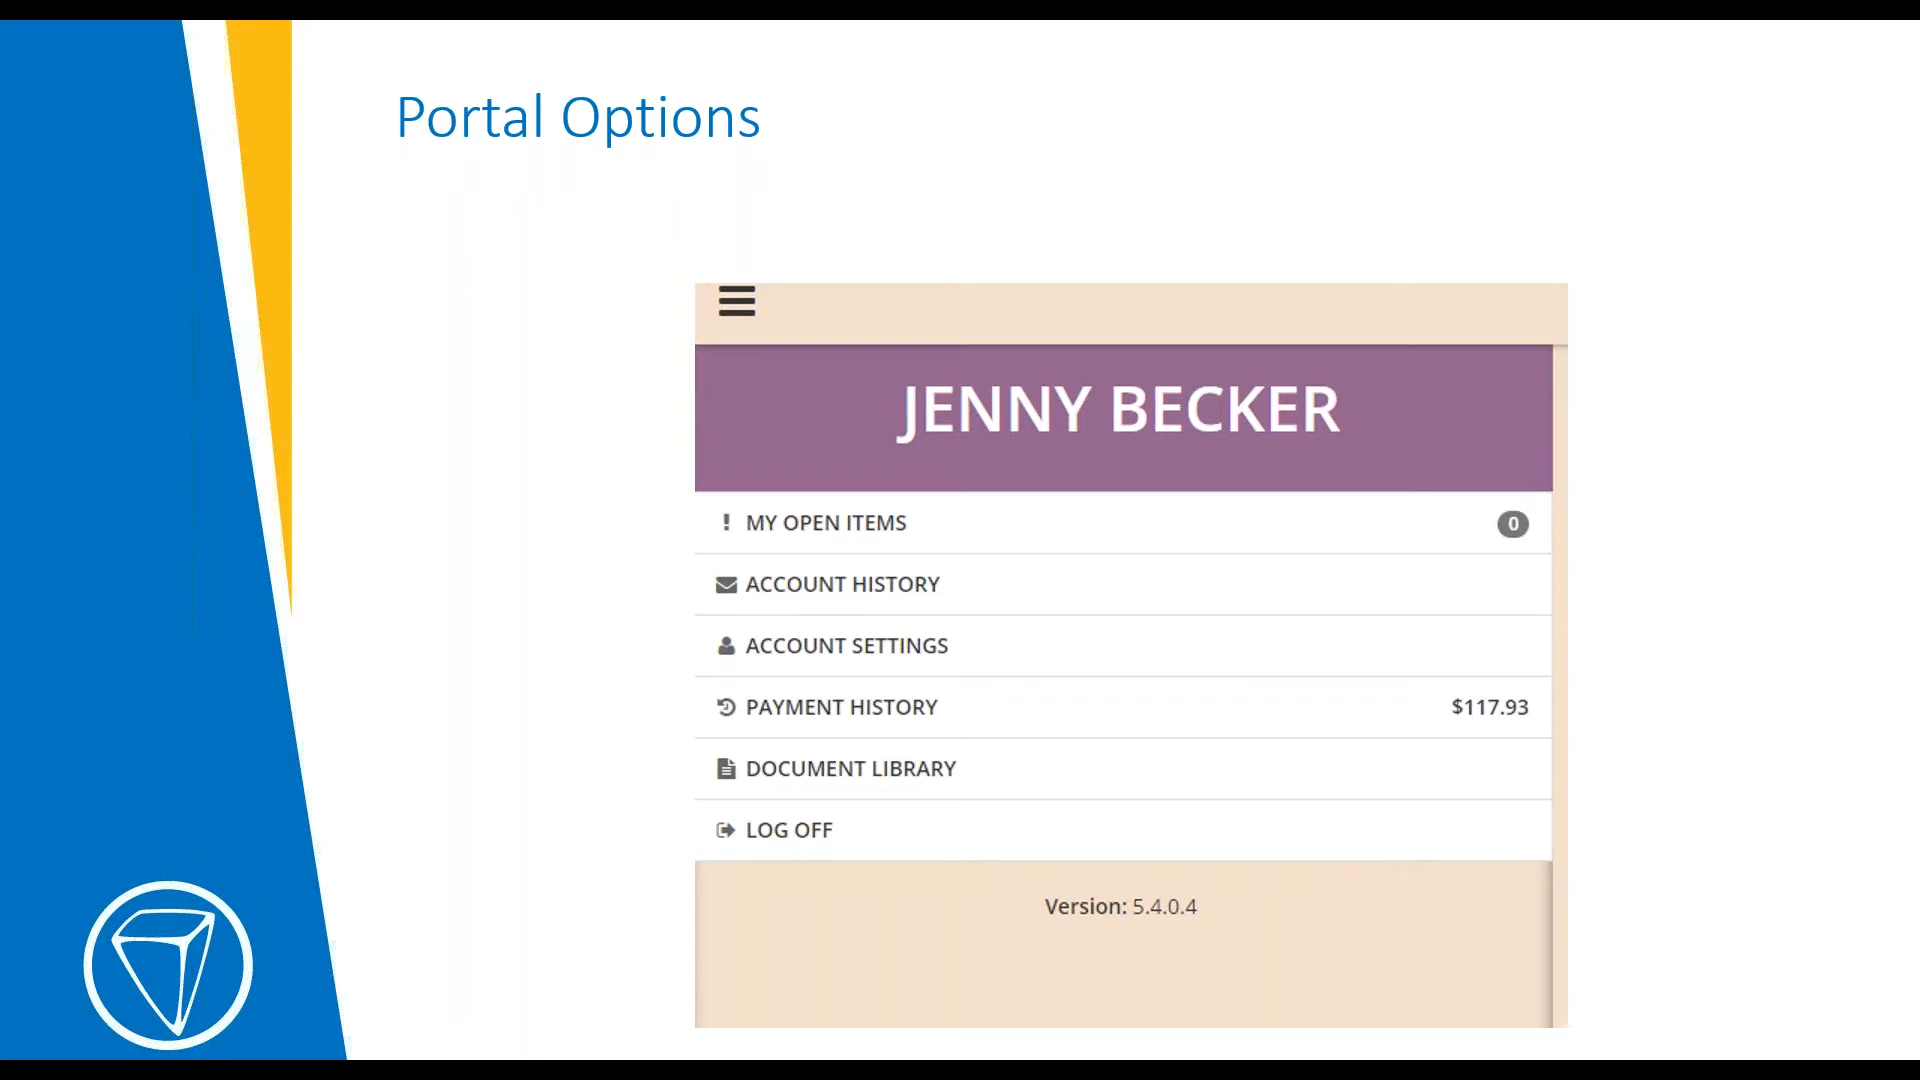 Portal Options
JENNY BECKER
MY OPEN ITEMS 0
ACCOUNT HISTORY
ACCOUNT SETTINGS
PAYMENT HISTORY $117.93
DOCUMENT LIBRARY
LOG OFF
Version: 5.4.0.4